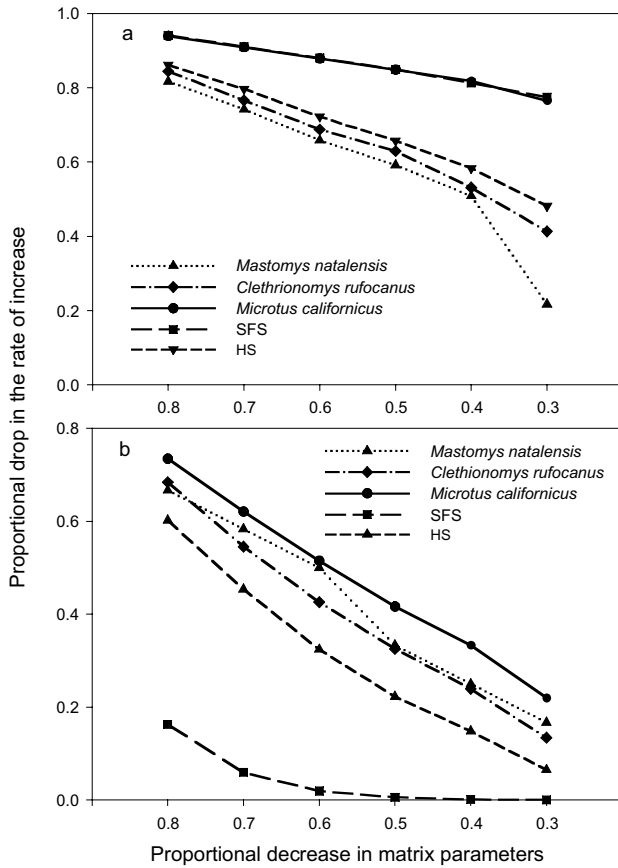 Proportional drop in the rate of increase
a
1.0
0.8
0.6
0.4
0.2
0.0
Mastomys natalensis
Clethrionomys rufocanus
Microtus californicus
SFS
HS
0.8 0.7 0.6 0.5 0.4 0.3
b
0.8
0.6
0.4
0.2
0.0
Mastomys natalensis
Clethionomys rufocanus
Microtus californicus
SFS
HS
0.8 0.7 0.6 0.5 0.4 0.3
Proportional decrease in matrix parameters